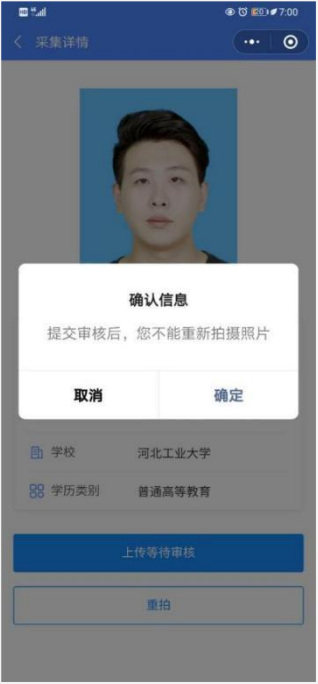 7:00
采集详情
确认信息
提交审核后，您不能重新拍摄照片
取消
确定
学校
河北工业大学
学历类别
普通高等教育
上传等待审核
重拍